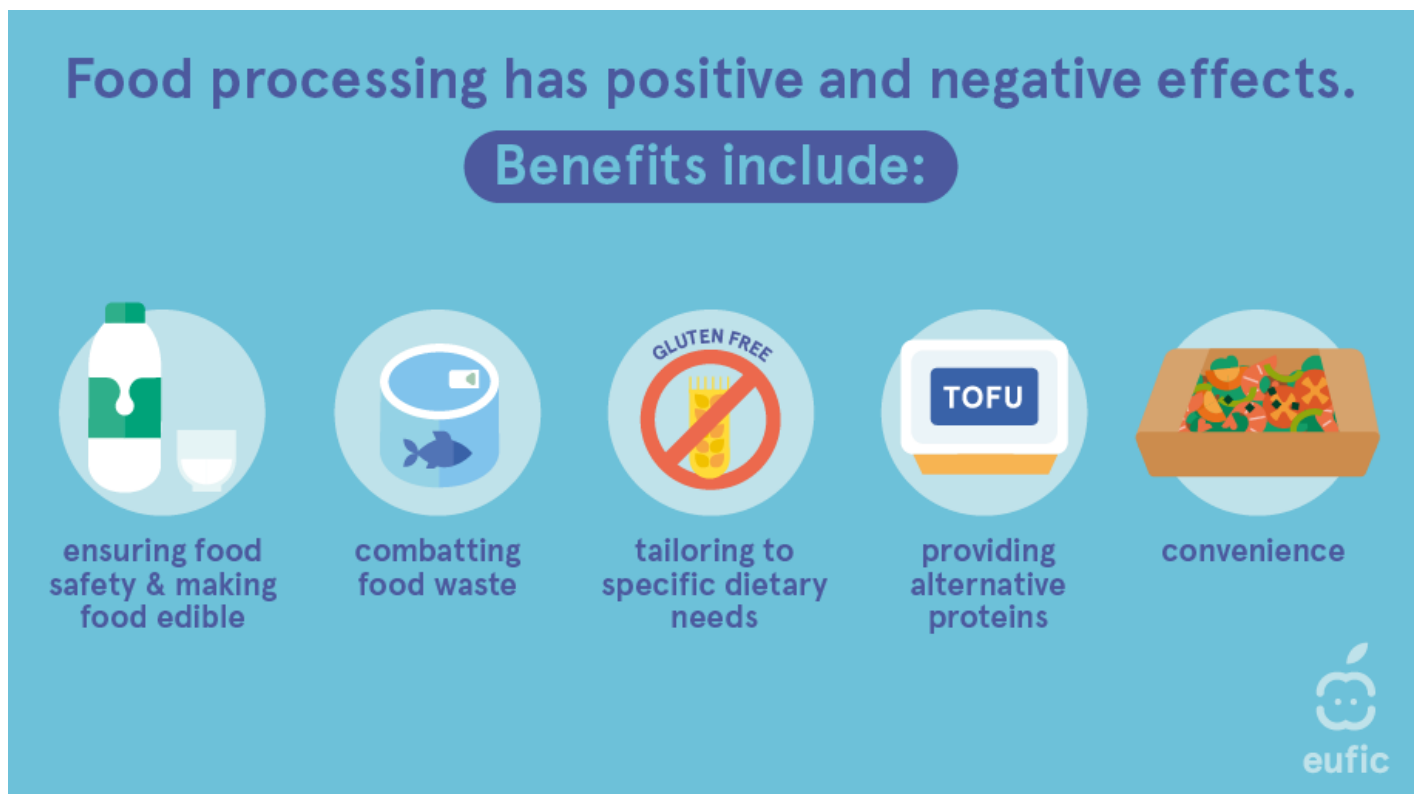 Food processing has positive and negative effects.
Benefits include:
GLUTEN FREE
TOFU
ensuring food
safety & making
food edible
combatting
food waste
tailoring to
specific dietary
needs
providing
alternative
proteins
convenience
eufic